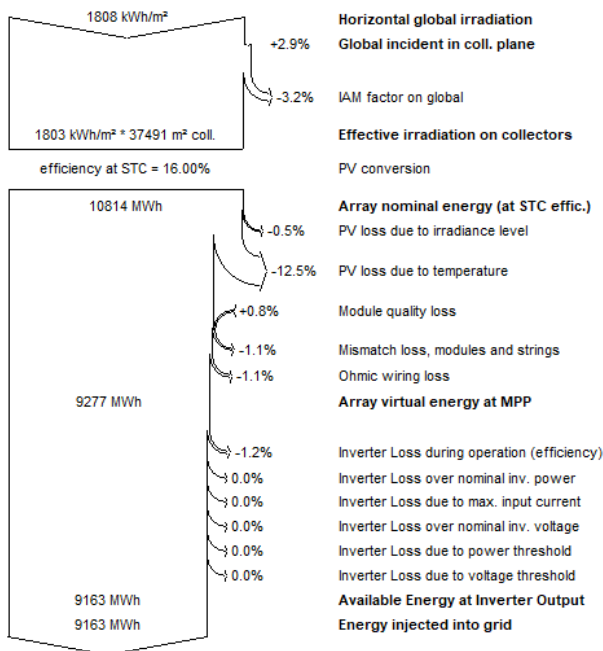 1808 kWh/m² Horizontal global irradiation
+2.9% Global incident in coll. plane
-3.2% IAM factor on global
1803 kWh/m² * 37491 m² coll. Effective irradiation on collectors
efficiency at STC = 16.00% PV conversion
10814 MWh Array nominal energy (at STC effic.)
-0.5% PV loss due to irradiance level
-12.5% PV loss due to temperature
+0.8% Module quality loss
-1.1% Mismatch loss, modules and strings
-1.1% Ohmic wiring loss
9277 MWh Array virtual energy at MPP
-1.2% Inverter Loss during operation (efficiency)
0.0% Inverter Loss over nominal inv. power
0.0% Inverter Loss due to max. input current
0.0% Inverter Loss over nominal inv. voltage
0.0% Inverter Loss due to power threshold
0.0% Inverter Loss due to voltage threshold
9163 MWh Available Energy at Inverter Output
9163 MWh Energy injected into grid